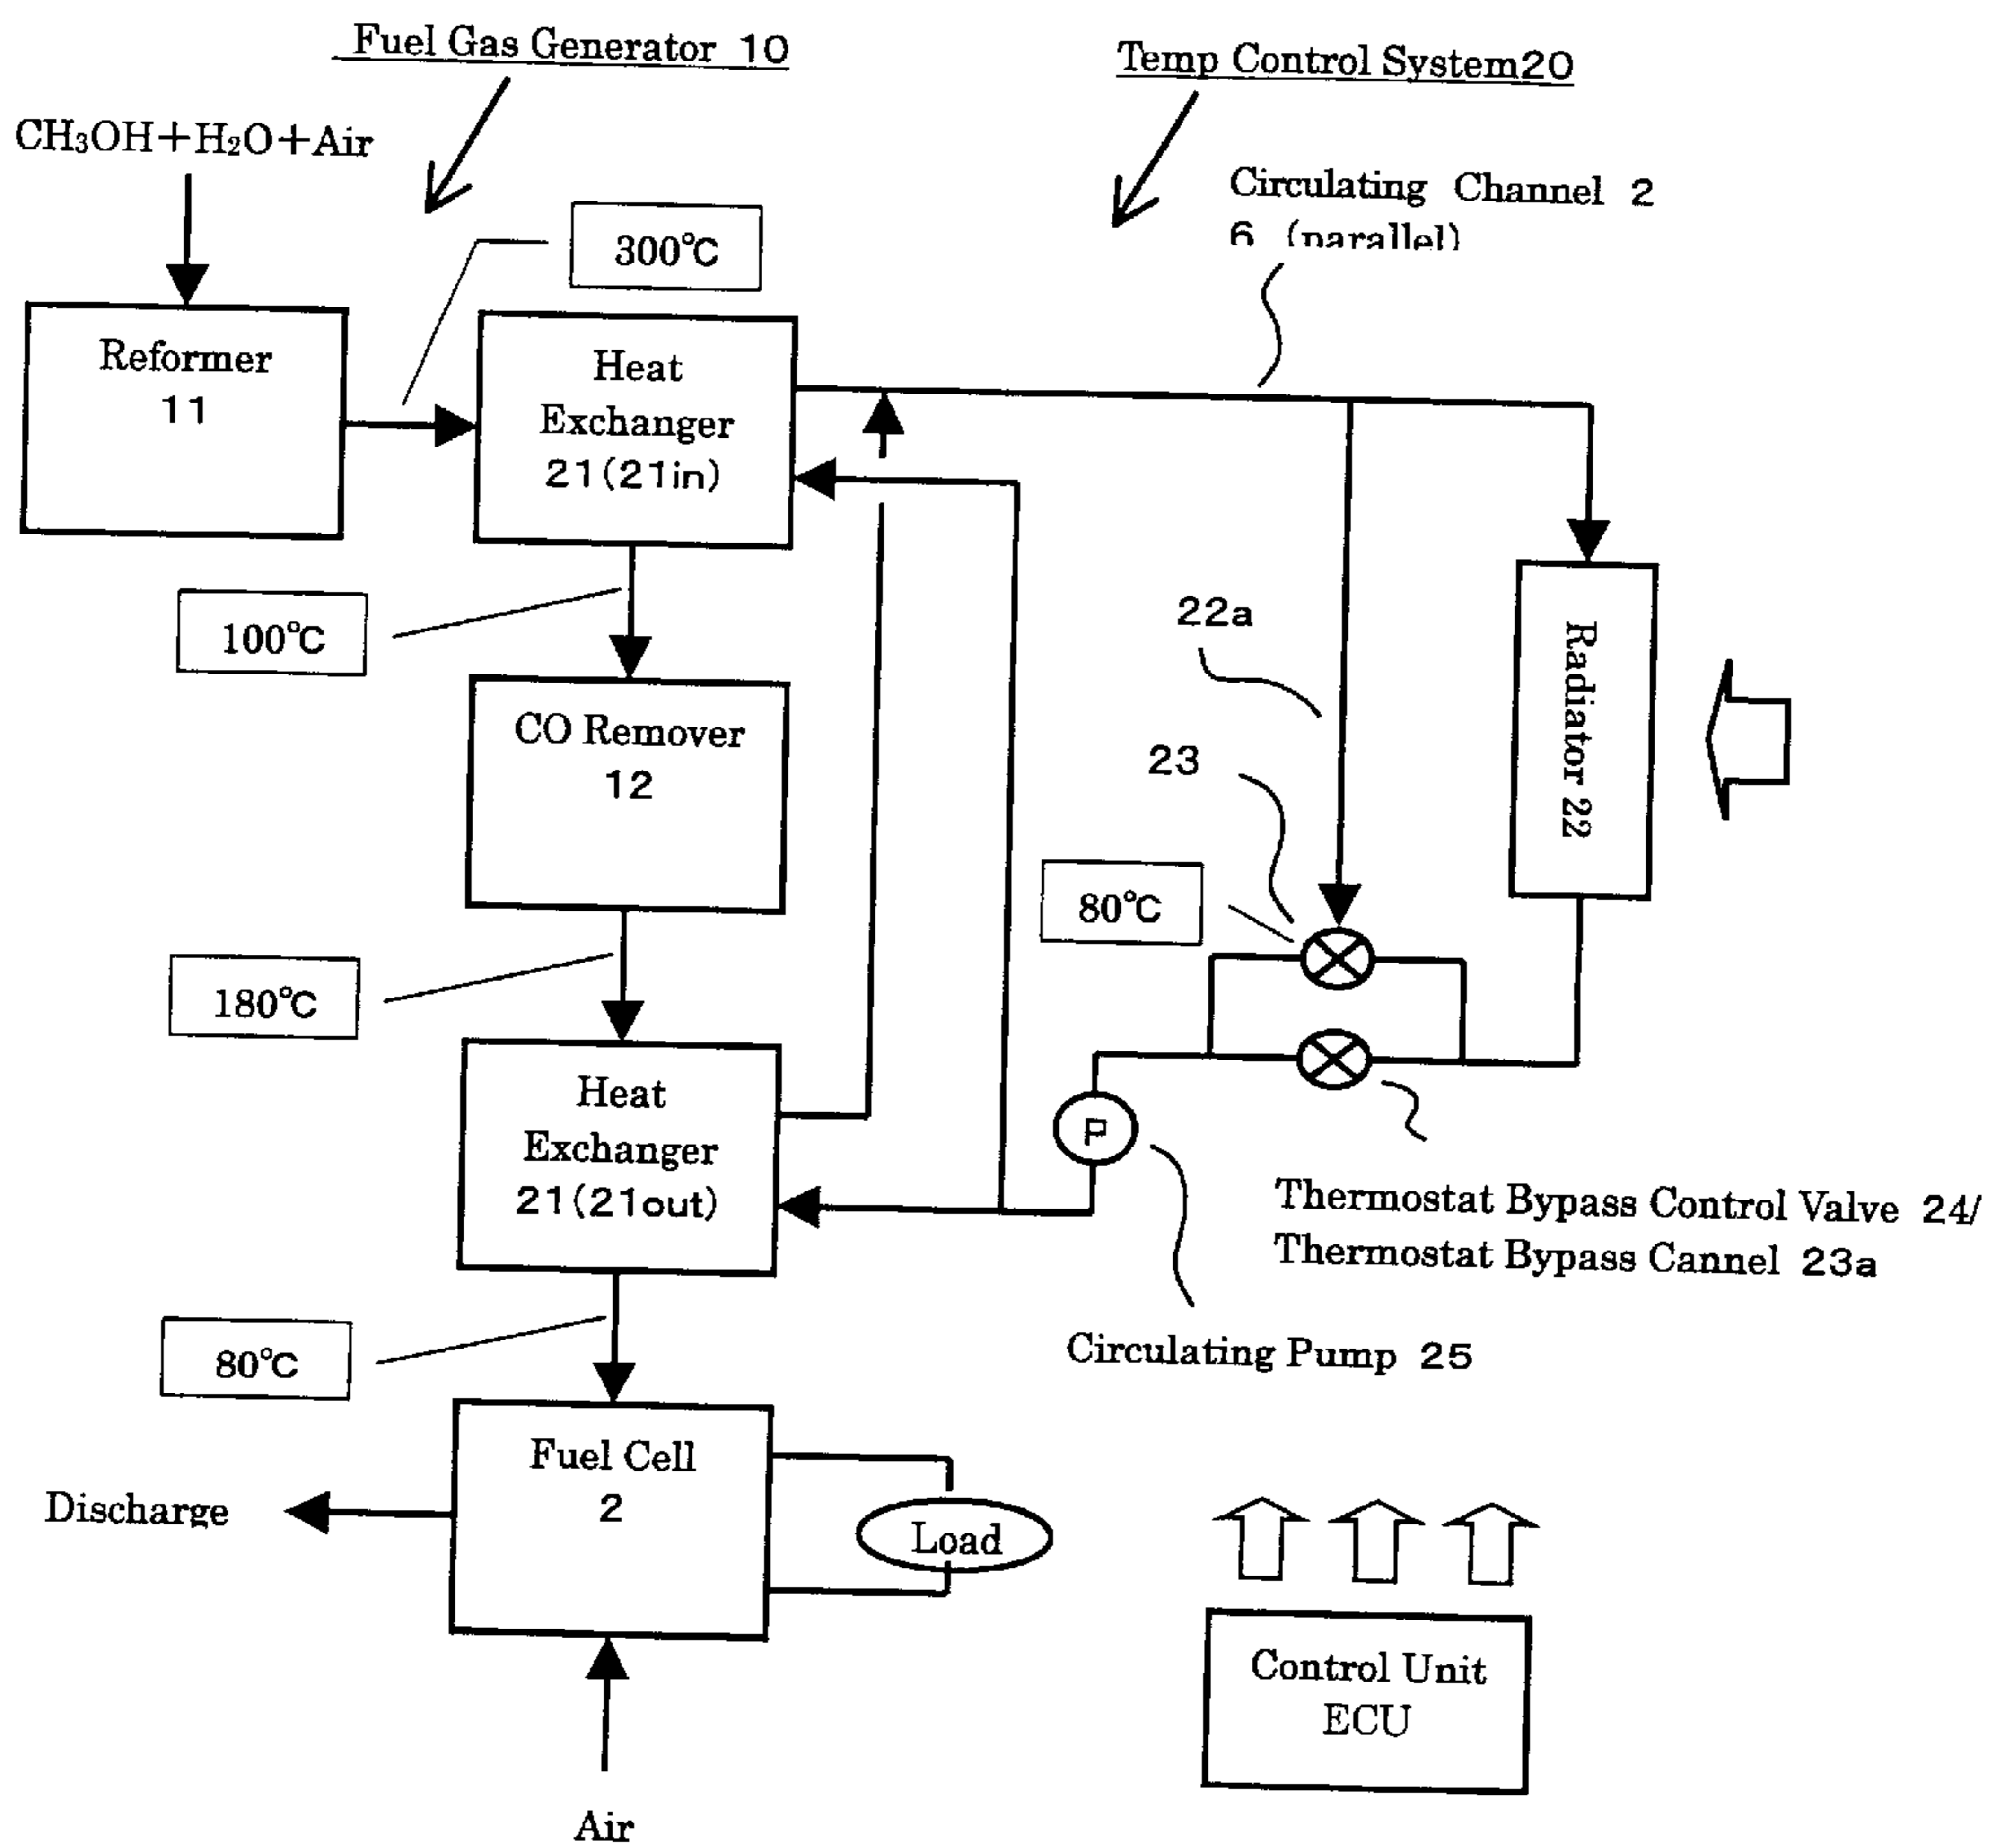 Fuel Gas Generator 10
Temp Control System20
CH₃OH+H₂O+Air
Circulating Channel 2
6 (parallel)
300℃
Reformer
11
Heat
Exchanger
21(21in)
100℃
22a
Radiator 22
CO Remover
12
23
80℃
180℃
Heat
Exchanger
21(21out)
P
Thermostat Bypass Control Valve 24/
Thermostat Bypass Cannel 23a
Circulating Pump 25
80℃
Fuel Cell
2
Discharge
Load
Control Unit
ECU
Air